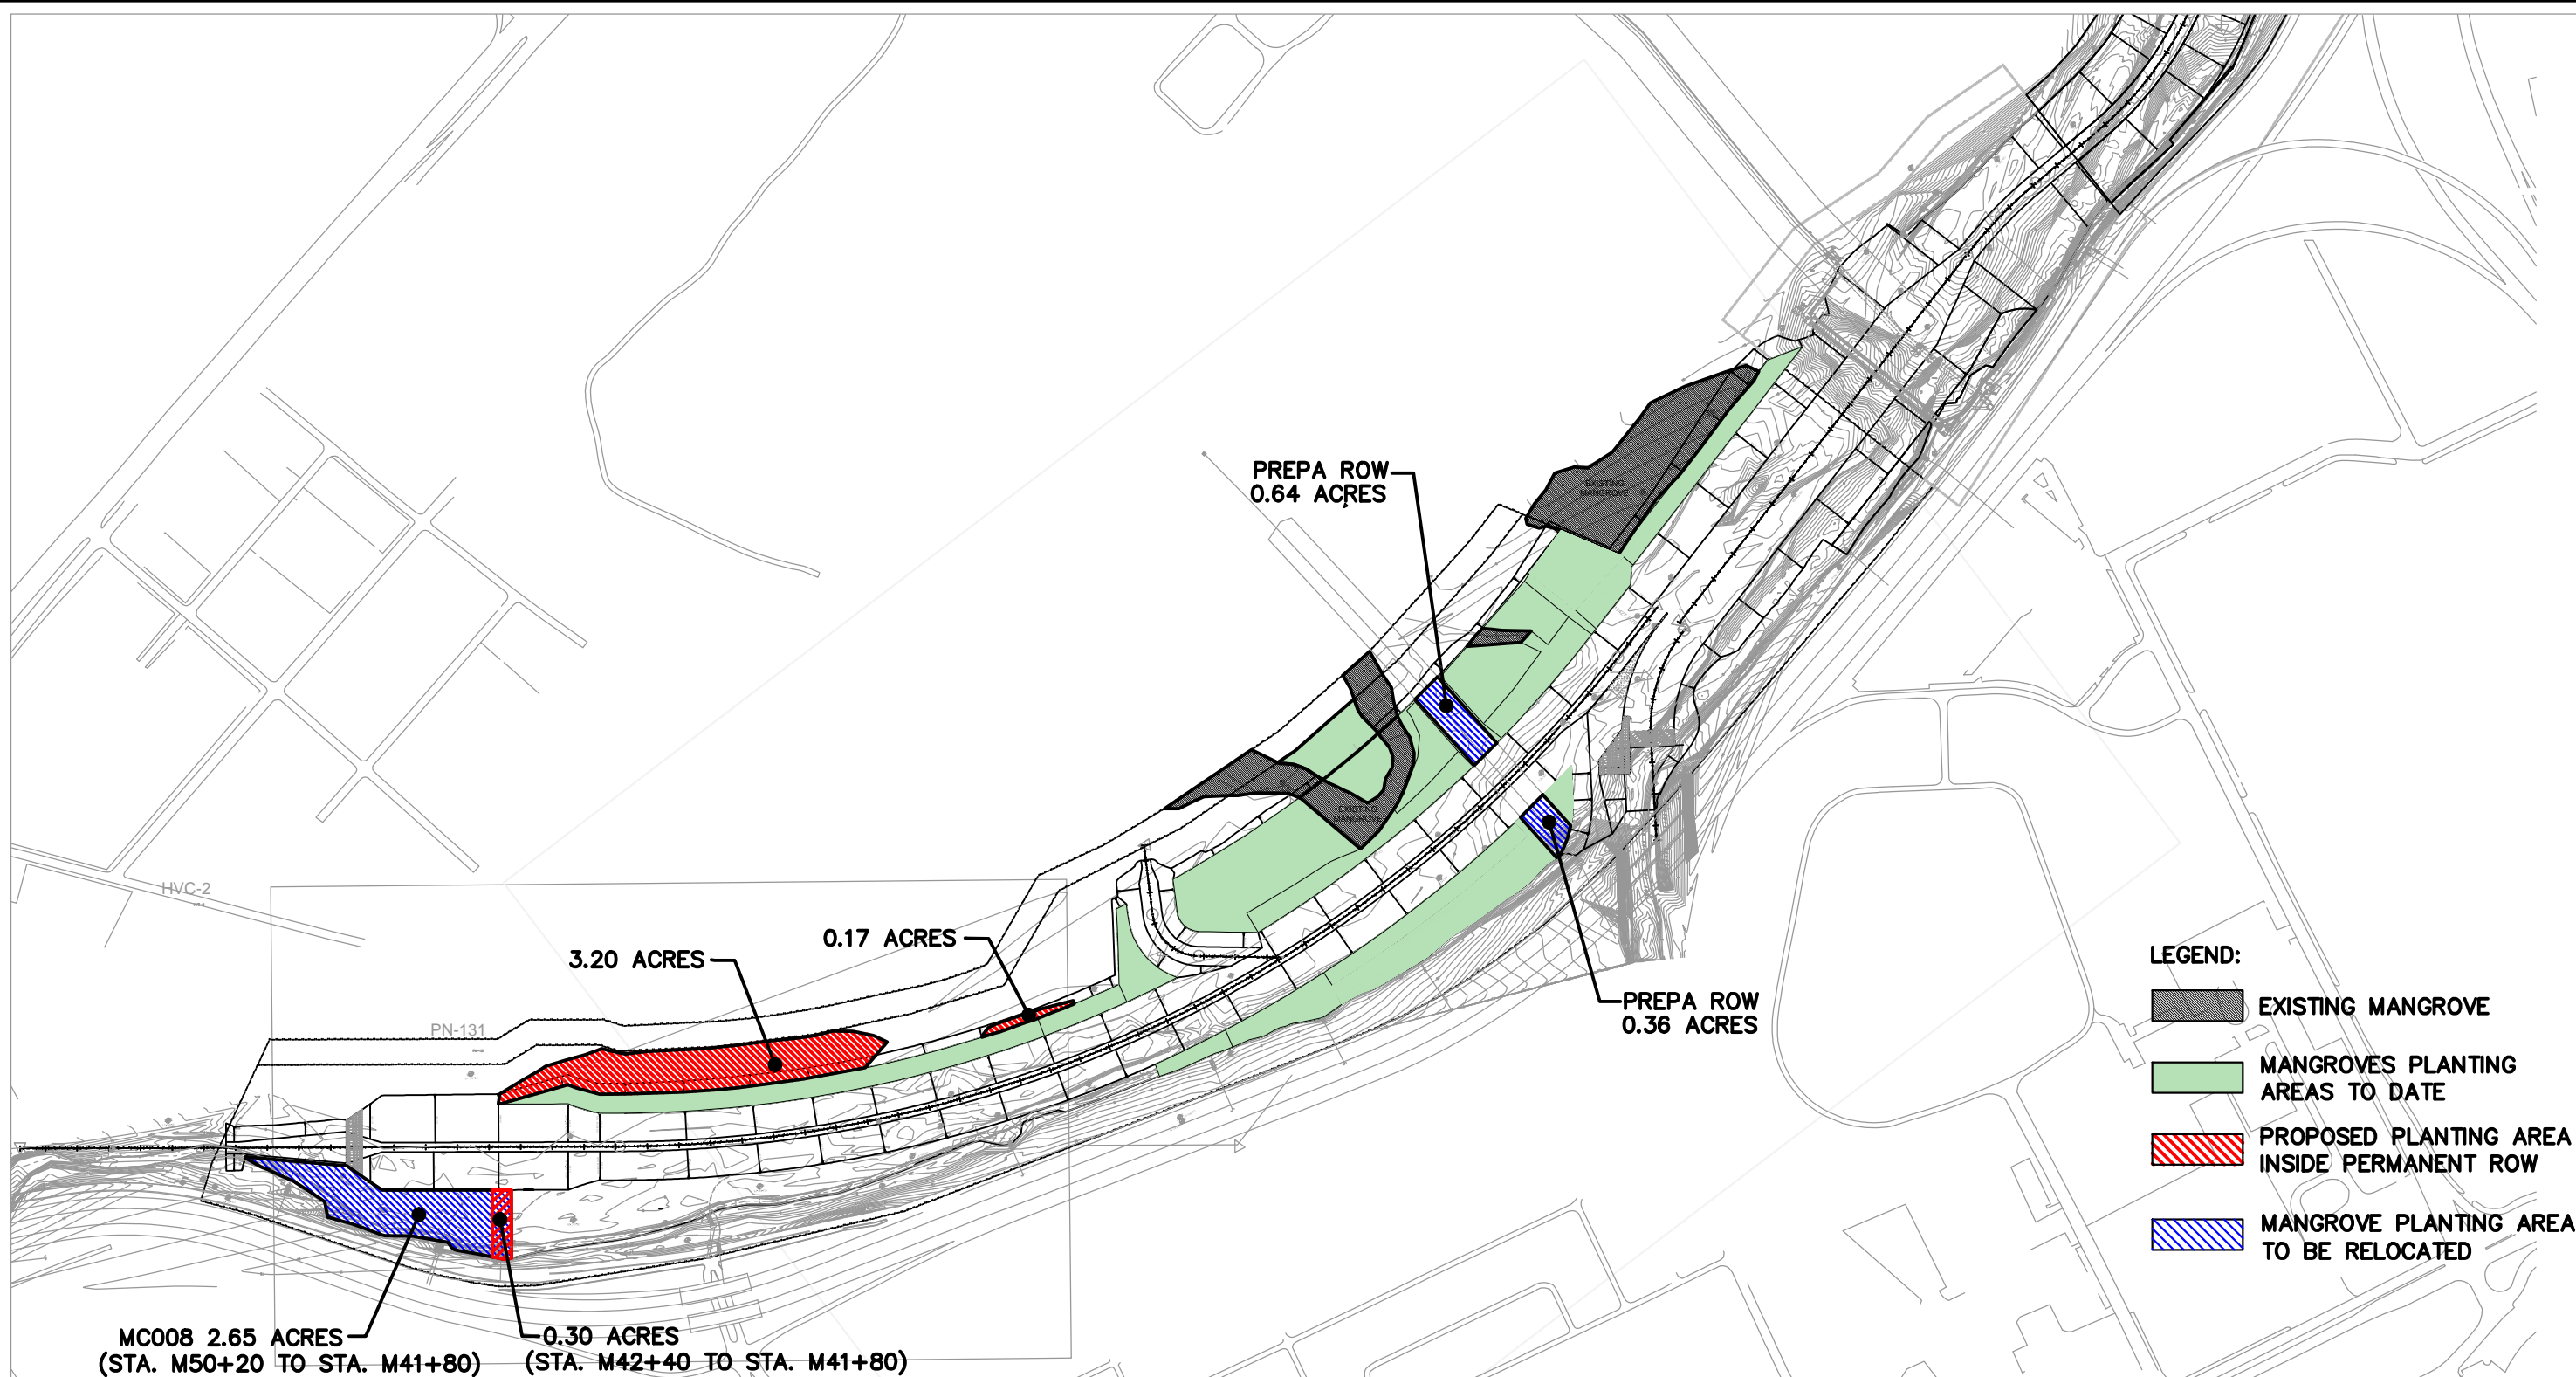 EXISTING
MANGROVE
PREPA ROW
0.64 ACRES
EXISTING
MANGROVE
HVC-2
3.20 ACRES
0.17 ACRES
PN-131
PREPA ROW
0.36 ACRES
LEGEND:
EXISTING MANGROVE
MANGROVES PLANTING
AREAS TO DATE
PROPOSED PLANTING AREA
INSIDE PERMANENT ROW
MANGROVE PLANTING AREA
TO BE RELOCATED
MC008 2.65 ACRES
(STA. M50+20 TO STA. M41+80)
0.30 ACRES
(STA. M42+40 TO STA. M41+80)